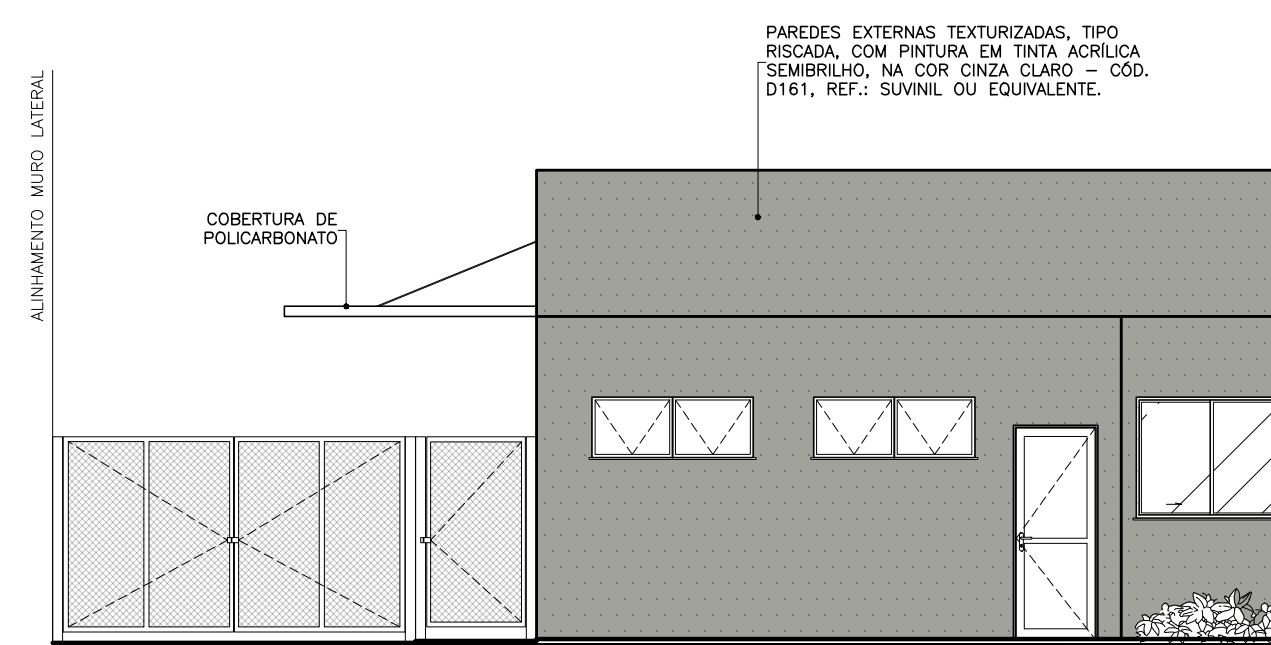 PAREDES EXTERNAS TEXTURIZADAS, TIPO
RISCADA, COM PINTURA EM TINTA ACRÍLICA
SEMIBRILHO, NA COR CINZA CLARO – CÓD.
D161, REF.: SUVINIL OU EQUIVALENTE.
ALINHAMENTO MURO LATERAL
COBERTURA DE
POLICARBONATO